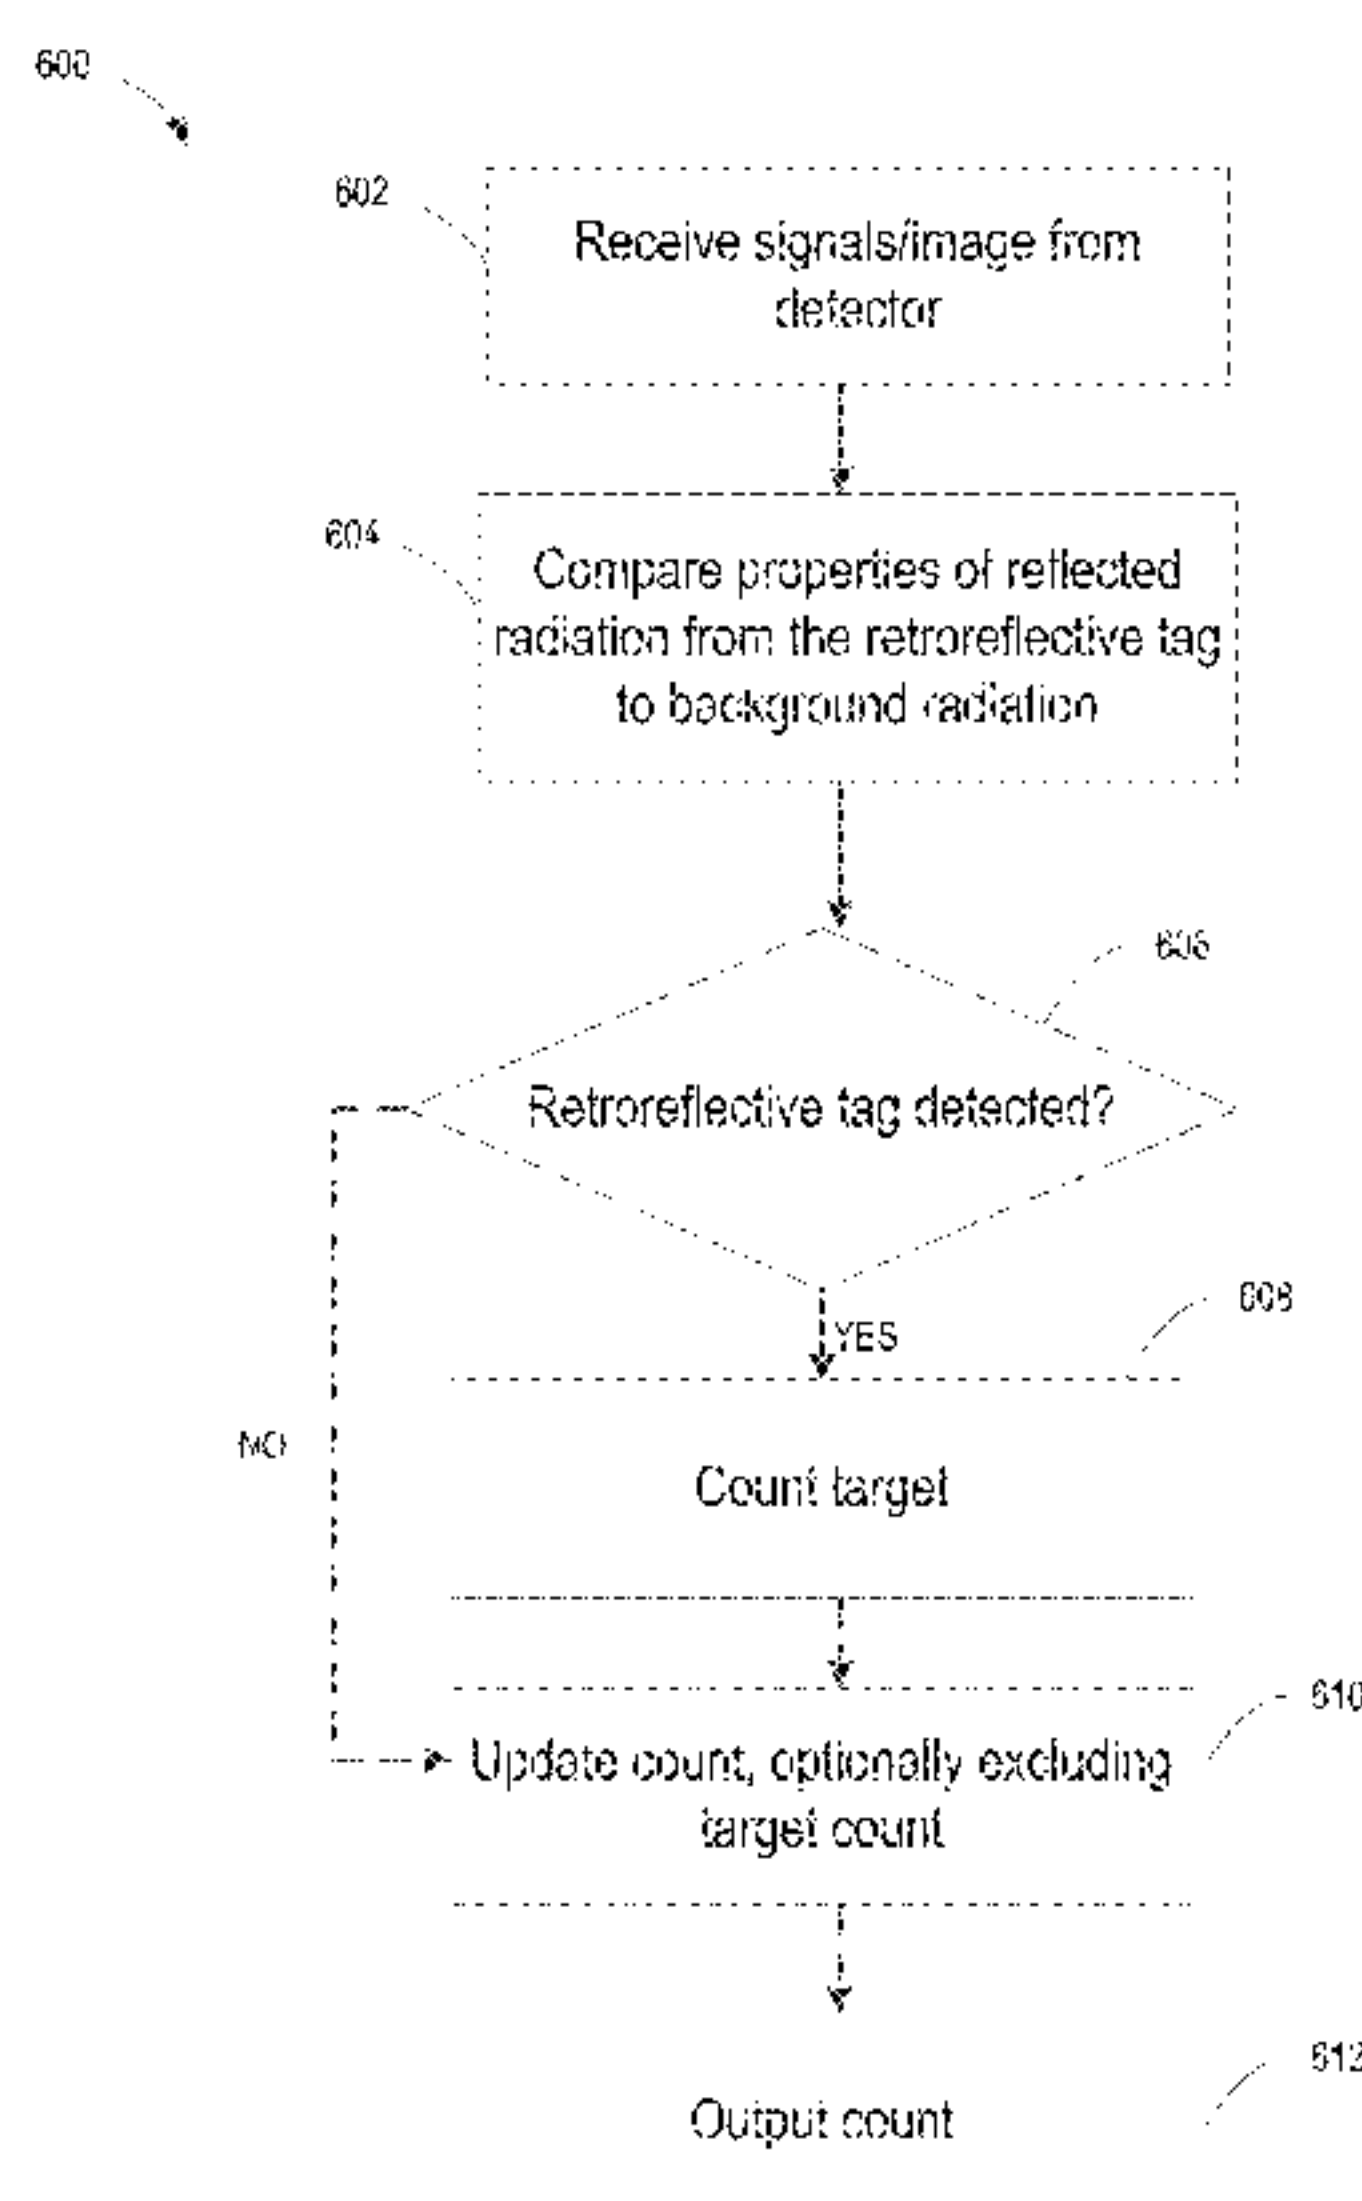 600
602
Receive signals/image from
detector
604
Compare properties of reflected
radiation from the retroreflective tag
to background radiation
606
Retroreflective tag detected?
608
YES
NO
Count target
610
Update count, optionally excluding
target count
612
Output count